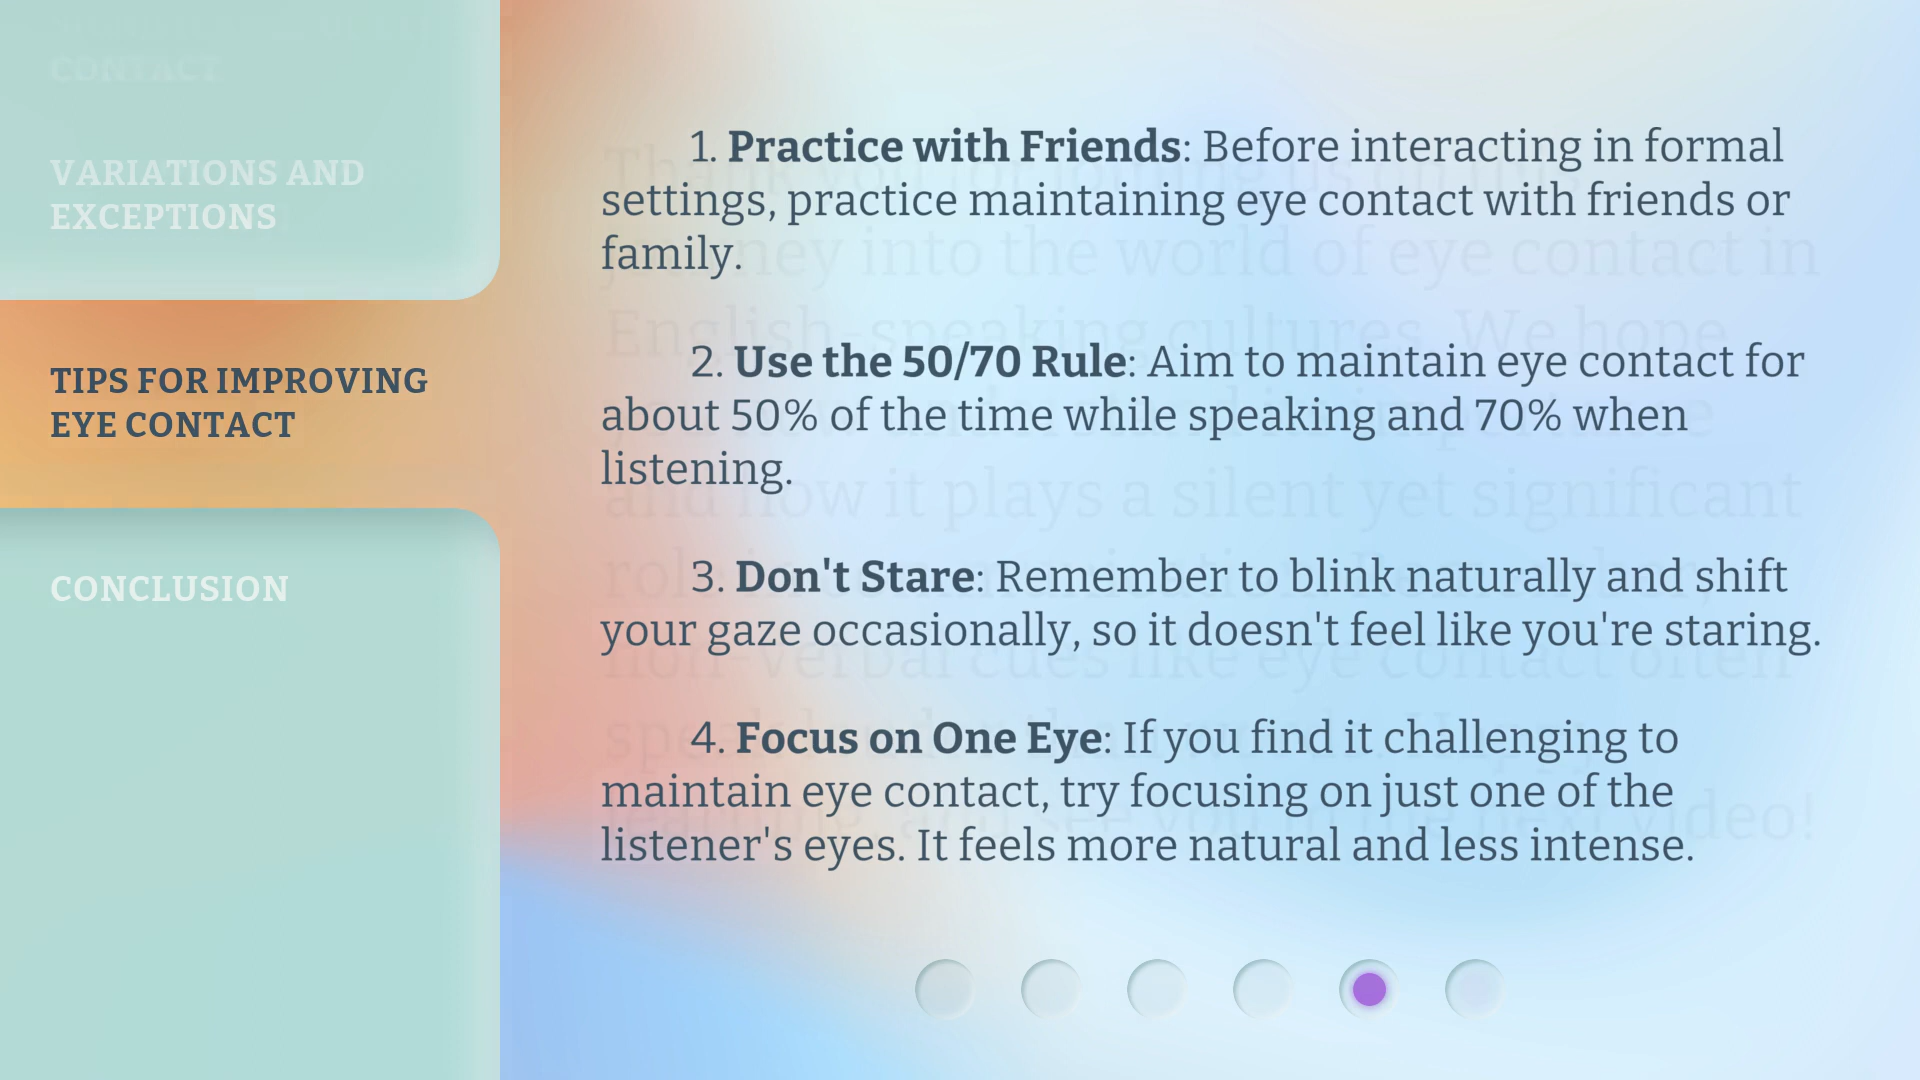 CONTACT
VARIATIONS AND
EXCEPTIONS
TIPS FOR IMPROVING
EYE CONTACT
CONCLUSION
1. Practice with Friends: Before interacting in formal
settings, practice maintaining eye contact with friends or
family.
2. Use the 50/70 Rule: Aim to maintain eye contact for
about 50% of the time while speaking and 70% when
listening.
3. Don't Stare: Remember to blink naturally and shift
your gaze occasionally, so it doesn't feel like you're staring.
4. Focus on One Eye: If you find it challenging to
maintain eye contact, try focusing on just one of the
listener's eyes. It feels more natural and less intense.